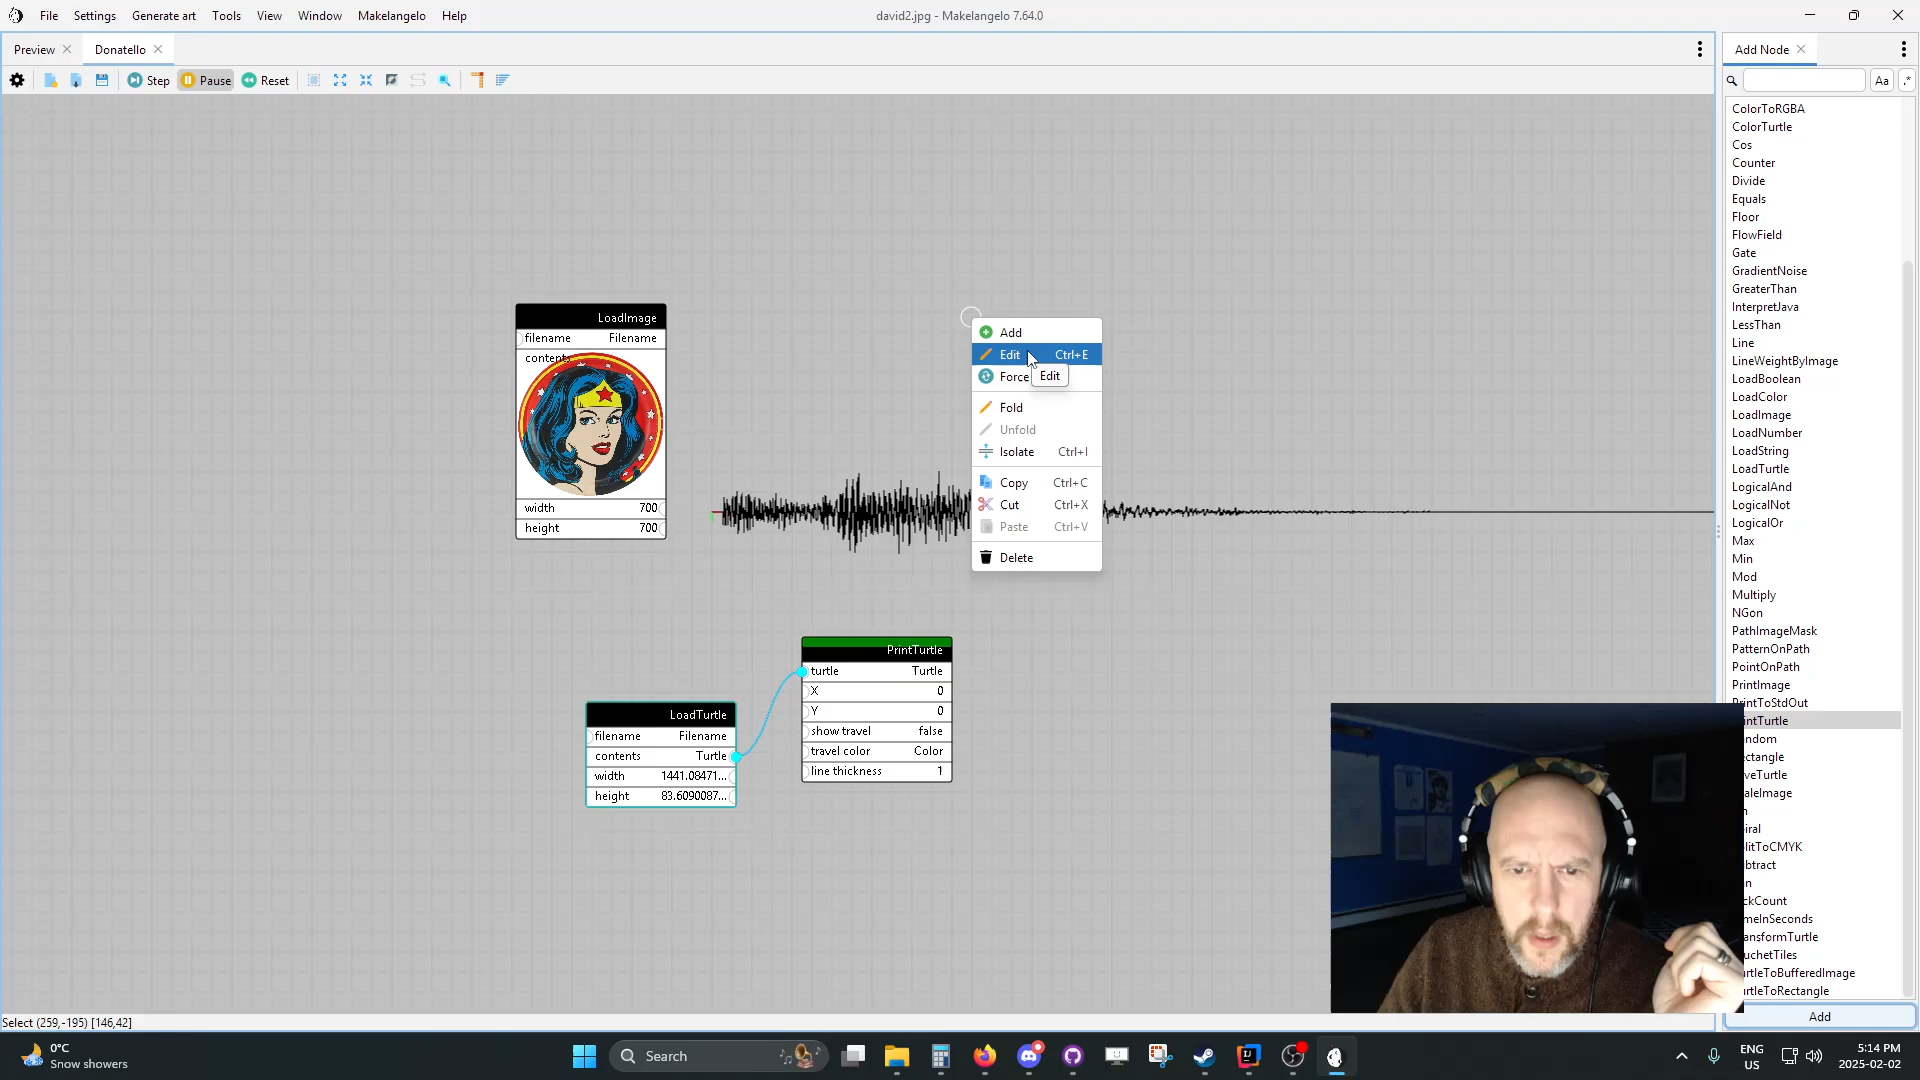 File Settings Generate art Tools View Window Makelangelo Help
david2.jpg - Makelangelo 7.64.0
Preview Donatello
Add Node
Step Pause Reset
Aa .*
LoadImage
filename Filename
contents
width 700
height 700
Add
Edit Ctrl+E
Force
Edit
Fold
Unfold
Isolate Ctrl+I
Copy Ctrl+C
Cut Ctrl+X
Paste Ctrl+V
Delete
PrintTurtle
turtle Turtle
X 0
Y 0
show travel false
travel color Color
line thickness 1
LoadTurtle
filename Filename
contents Turtle
width 1441.08471...
height 83.6090087...
ColorToRGBA
ColorTurtle
Cos
Counter
Divide
Equals
Floor
FlowField
Gate
GradientNoise
GreaterThan
InterpretJava
LessThan
Line
LineWeightByImage
LoadBoolean
LoadColor
LoadImage
LoadNumber
LoadString
LoadTurtle
LogicalAnd
LogicalNot
LogicalOr
Max
Min
Mod
Multiply
NGon
PathImageMask
PatternOnPath
PointOnPath
PrintImage
PrintToStdOut
intTurtle
ndom
ctangle
veTurtle
aleImage
n
iral
litToCMYK
btract
n
ckCount
meInSeconds
ansformTurtle
uchetTiles
rtleToBufferedImage
rtleToRectangle
Add
Select (259,-195) [146,42]
0°C
Snow showers
Search
ENG
US
5:14 PM
2025-02-02